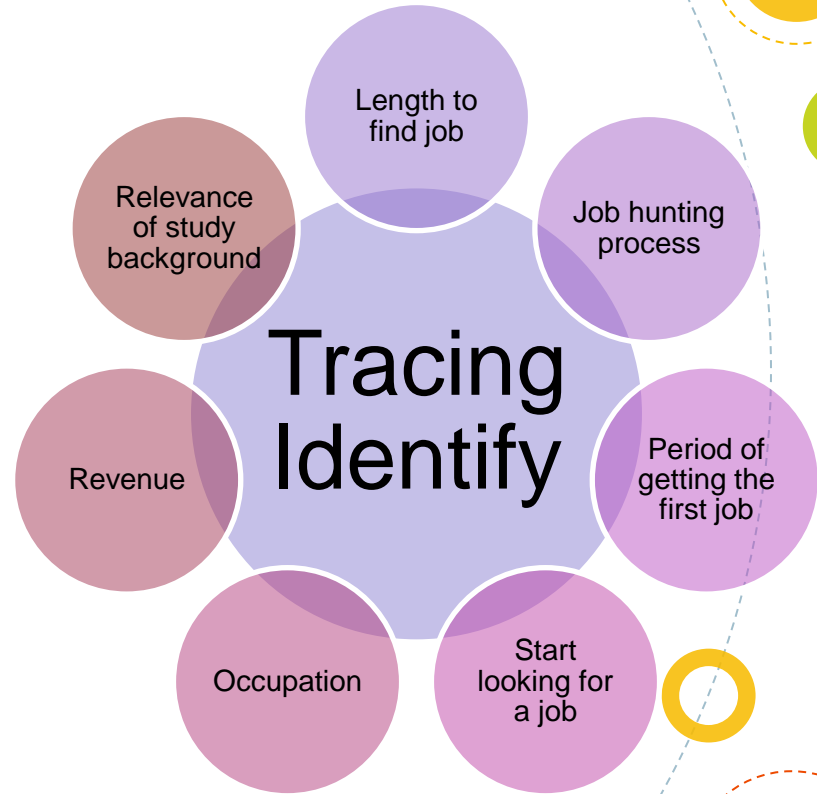 Length to
find job
Job hunting
process
Period of
getting the
first job
Start
looking for
a job
Occupation
Revenue
Relevance
of study
background
Tracing
Identify